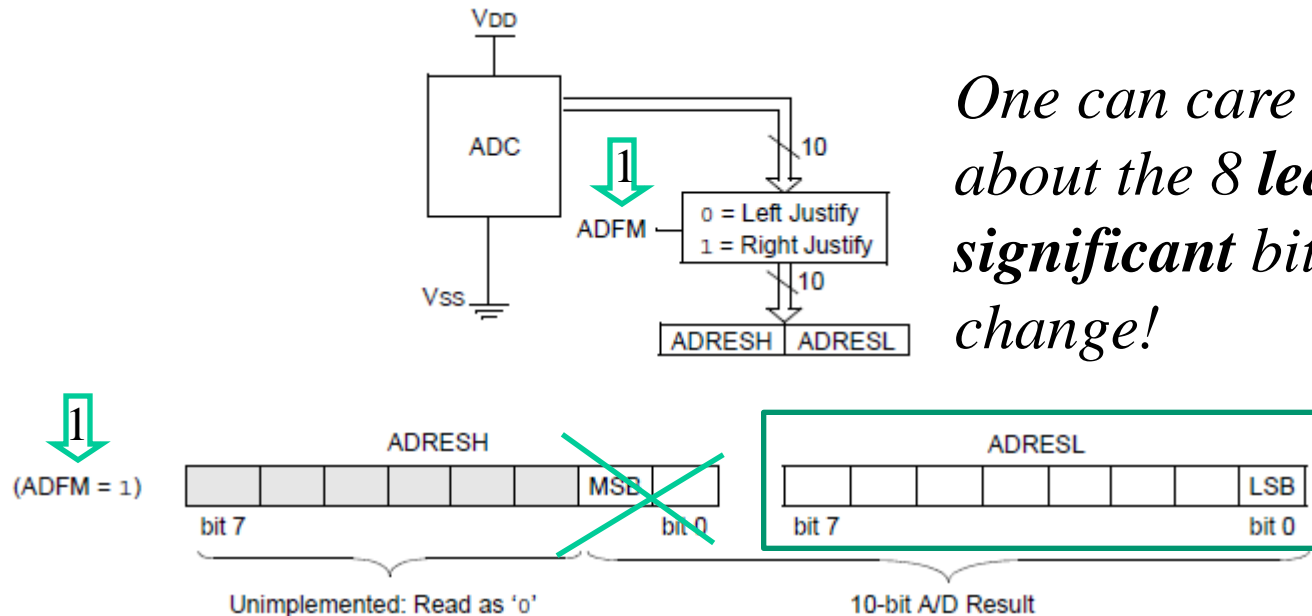 VDD
ADC
10
1
ADFM
0 = Left Justify
1 = Right Justify
10
VSS
ADRESH ADRESL
One can care
about the 8
significant
change!
1
ADRESH
ADRESL
(ADFM = 1)
MSB
LSB
bit 7
bit 0
bit 7
bit 0
Unimplemented: Read as '0'
10-bit A/D Result